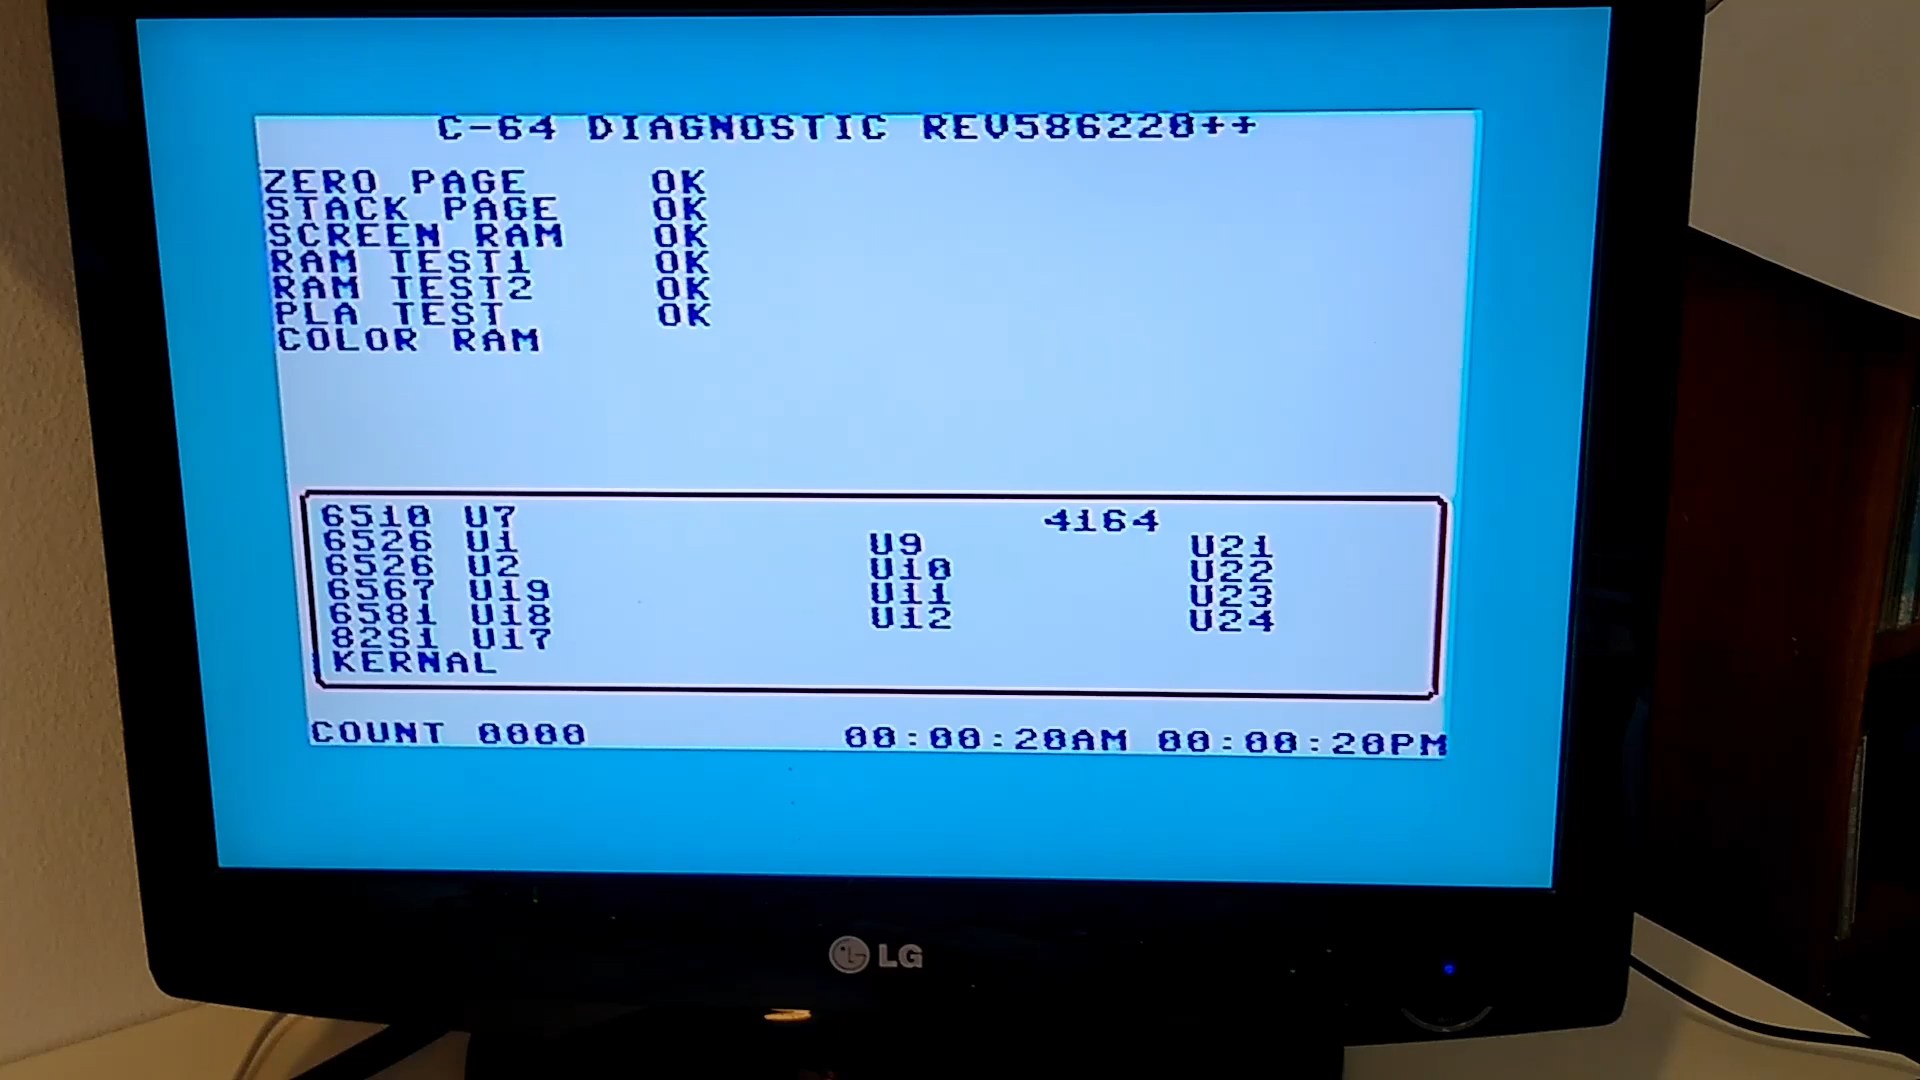 C-64 DIAGNOSTIC REV586220++
ZERO PAGE OK
STACK PAGE OK
SCREEN RAM OK
RAM TEST1 OK
RAM TEST2 OK
PLA TEST OK
COLOR RAM
6510 U7 4164
6526 U1 U9 U21
6526 U2 U10 U22
6567 U19 U11 U23
6581 U18 U12 U24
82S1 U17
KERNAL
COUNT 0000 00:00:20AM 00:00:20PM
LG